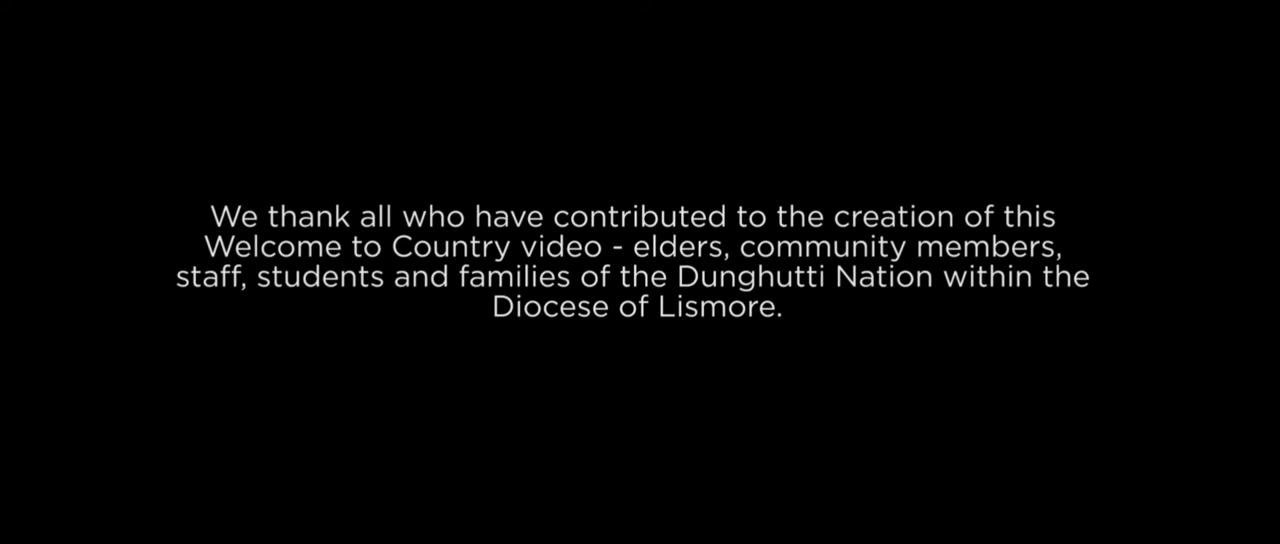 We thank all who have contributed to the creation of this
Welcome to Country video - elders, community members,
staff, students and families of the Dunghutti Nation within the
Diocese of Lismore.